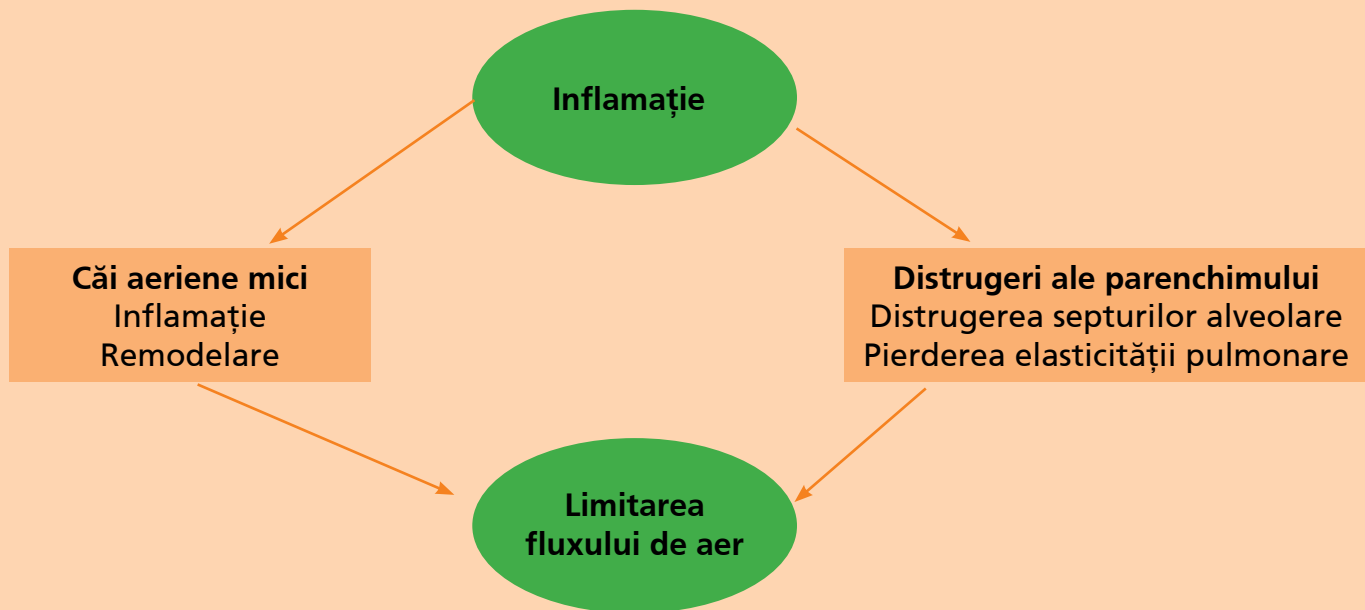 Inflamație
Căi aeriene mici
Inflamație
Remodelare
Distrugeri ale parenchimului
Distrugerea septurilor alveolare
Pierderea elasticității pulmonare
Limitarea
fluxului de aer